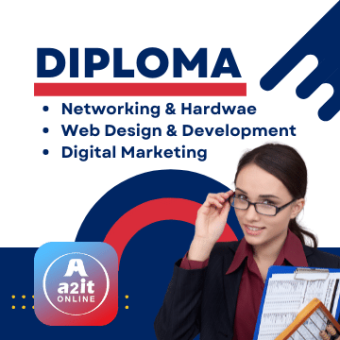 DIPLOMA
• Networking & Hardwae
• Web Design & Development
• Digital Marketing
A
a2it
ONLINE